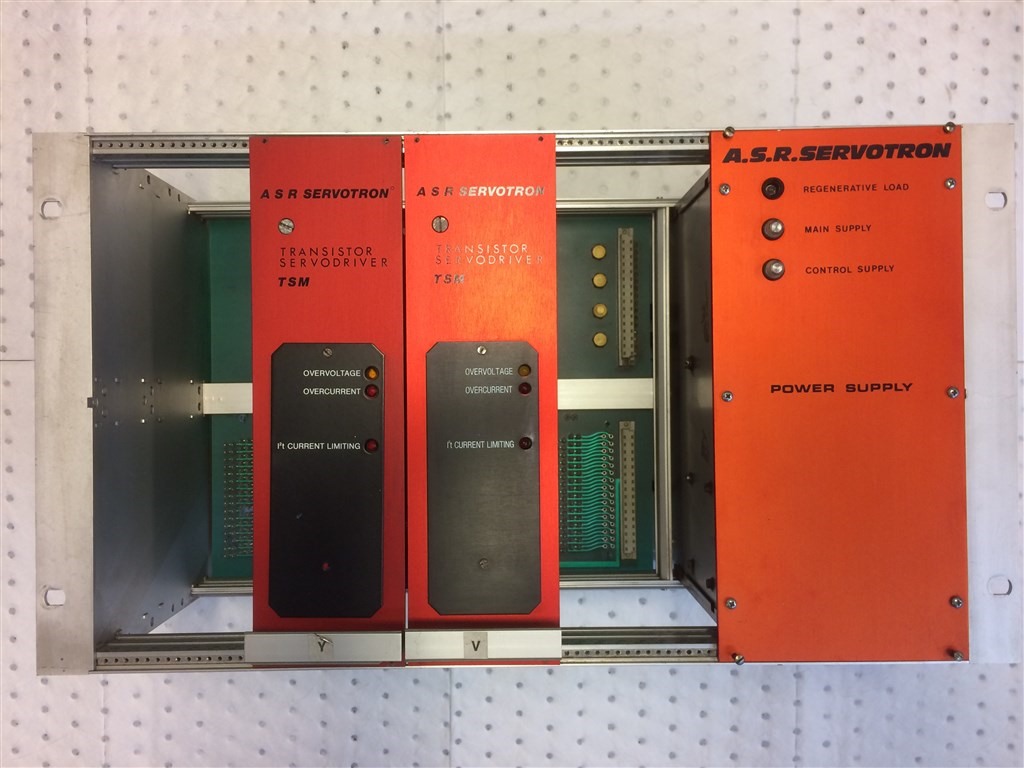 A S R SERVOTRON
TRANSISTOR
SERVODRIVER
TSM
OVERVOLTAGE
OVERCURRENT
I²t CURRENT LIMITING
Y
A S R SERVOTRON
TRANSISTOR
SERVODRIVER
TSM
OVERVOLTAGE
OVERCURRENT
I²t CURRENT LIMITING
V
A.S.R. SERVOTRON
REGENERATIVE LOAD
MAIN SUPPLY
CONTROL SUPPLY
POWER SUPPLY